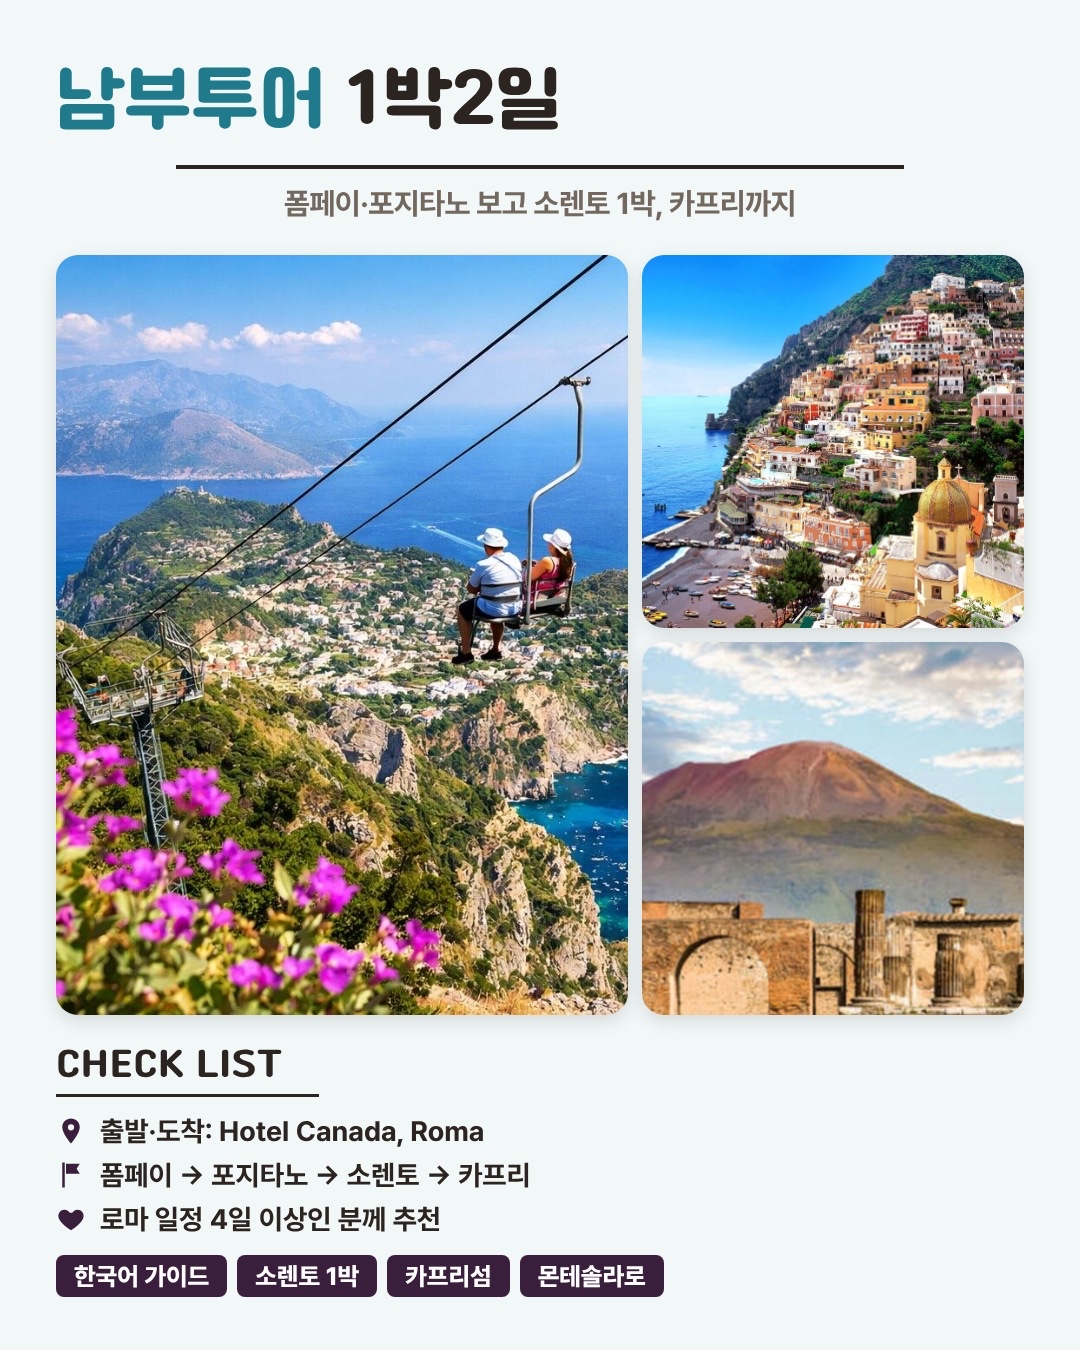 남부투어 1박2일
폼페이·포지타노 보고 소렌토 1박, 카프리까지
CHECK LIST
출발·도착: Hotel Canada, Roma
폼페이 → 포지타노 → 소렌토 → 카프리
로마 일정 4일 이상인 분께 추천
한국어 가이드 소렌토 1박 카프리섬 몬테솔라로